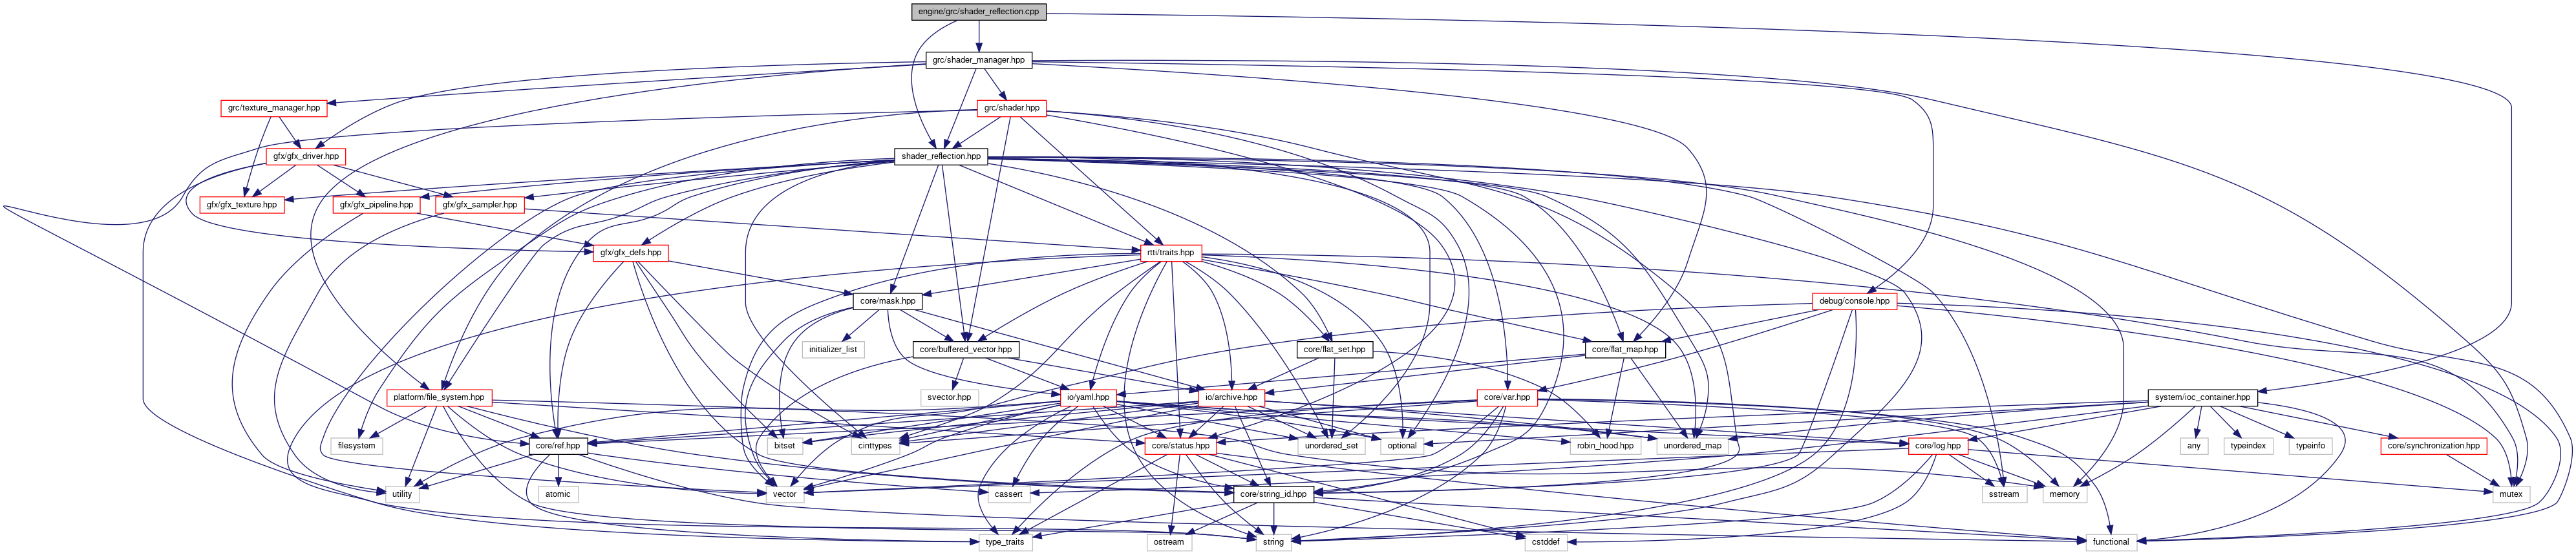 engine/grc/shader_reflection.cpp
grc/shader_manager.hpp
grc/texture_manager.hpp
grc/shader.hpp
gfx/gfx_driver.hpp
shader_reflection.hpp
gfx/gfx_texture.hpp
gfx/gfx_pipeline.hpp
gfx/gfx_sampler.hpp
gfx/gfx_defs.hpp
rtti/traits.hpp
core/mask.hpp
debug/console.hpp
initializer_list
core/buffered_vector.hpp
core/flat_set.hpp
core/flat_map.hpp
platform/file_system.hpp
svector.hpp
io/yaml.hpp
io/archive.hpp
core/var.hpp
system/ioc_container.hpp
filesystem
core/ref.hpp
bitset
cinttypes
core/status.hpp
unordered_set
optional
robin_hood.hpp
unordered_map
core/log.hpp
any
typeindex
typeinfo
core/synchronization.hpp
utility
atomic
vector
cassert
core/string_id.hpp
sstream
memory
mutex
type_traits
ostream
string
cstddef
functional